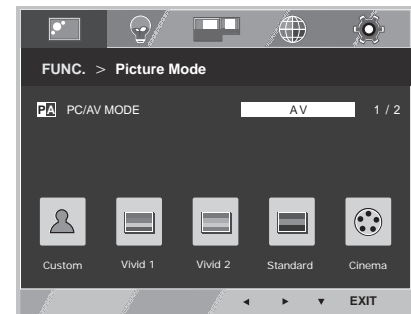 FUNC. > Picture Mode
PA PC/AV MODE AV 1 / 2
Custom Vivid 1 Vivid 2 Standard Cinema
◄ ► ▼ EXIT